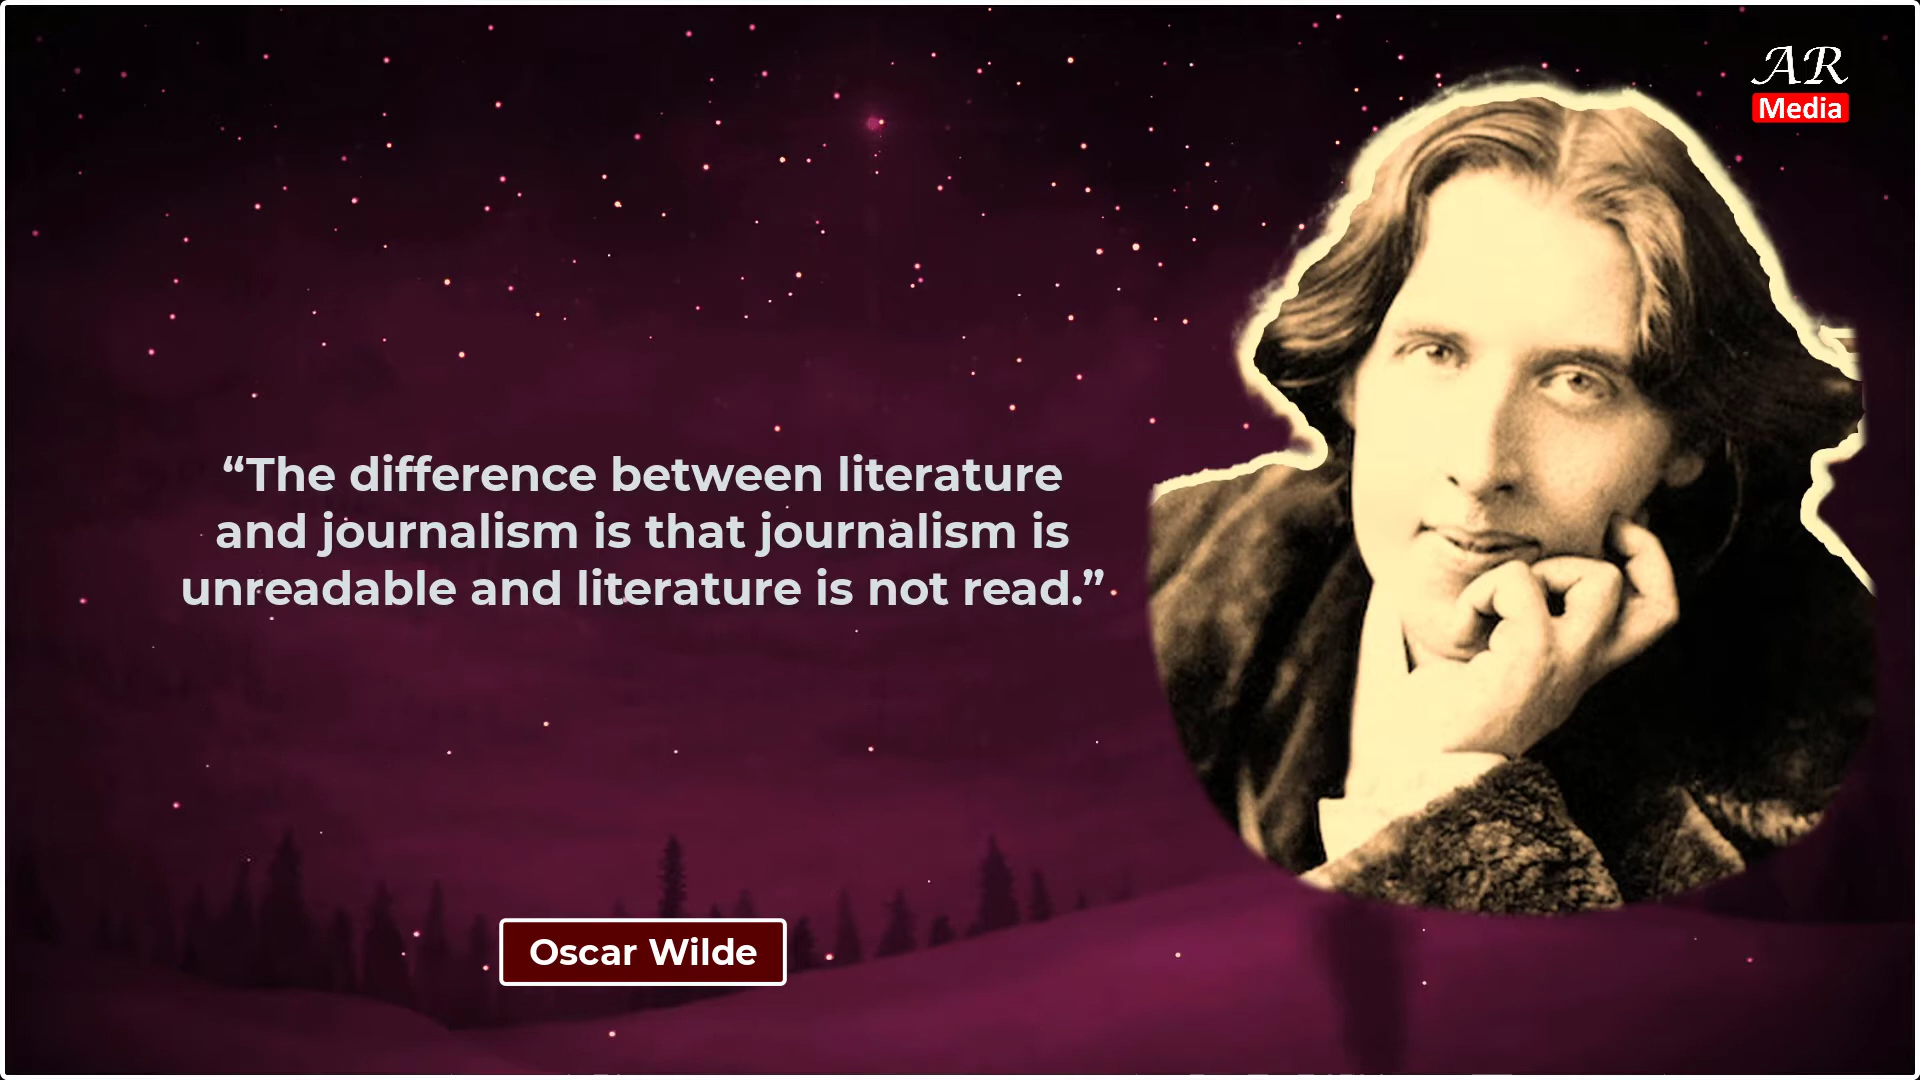 AR
Media
“The difference between literature
and journalism is that journalism is
unreadable and literature is not read.”
Oscar Wilde